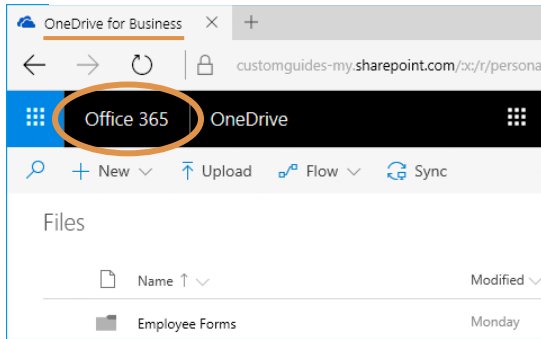 OneDrive for Business
customguides-my.sharepoint.com/:x:/r/persona
Office 365 OneDrive
New Upload Flow Sync
Files
Name Modified
Employee Forms Monday